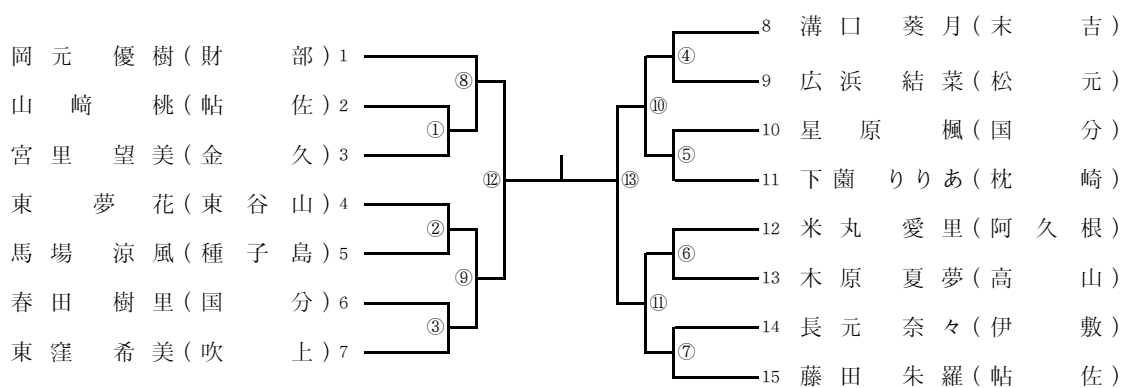 岡元 優樹(財 部) 1
山﨑 桃(帖 佐) 2
宮里 望美(金 久) 3
東 夢花(東谷山) 4
馬場 涼風(種子島) 5
春田 樹里(国 分) 6
東窪 希美(吹 上) 7
⑧
①
②
⑨
③
⑫
⑬
④
⑩
⑤
⑥
⑪
⑦
8 溝口 葵月(末 吉)
9 広浜 結菜(松 元)
10 星原 楓(国 分)
11 下薗 りりあ(枕 崎)
12 米丸 愛里(阿久根)
13 木原 夏夢(高 山)
14 長元 奈々(伊 敷)
15 藤田 朱羅(帖 佐)